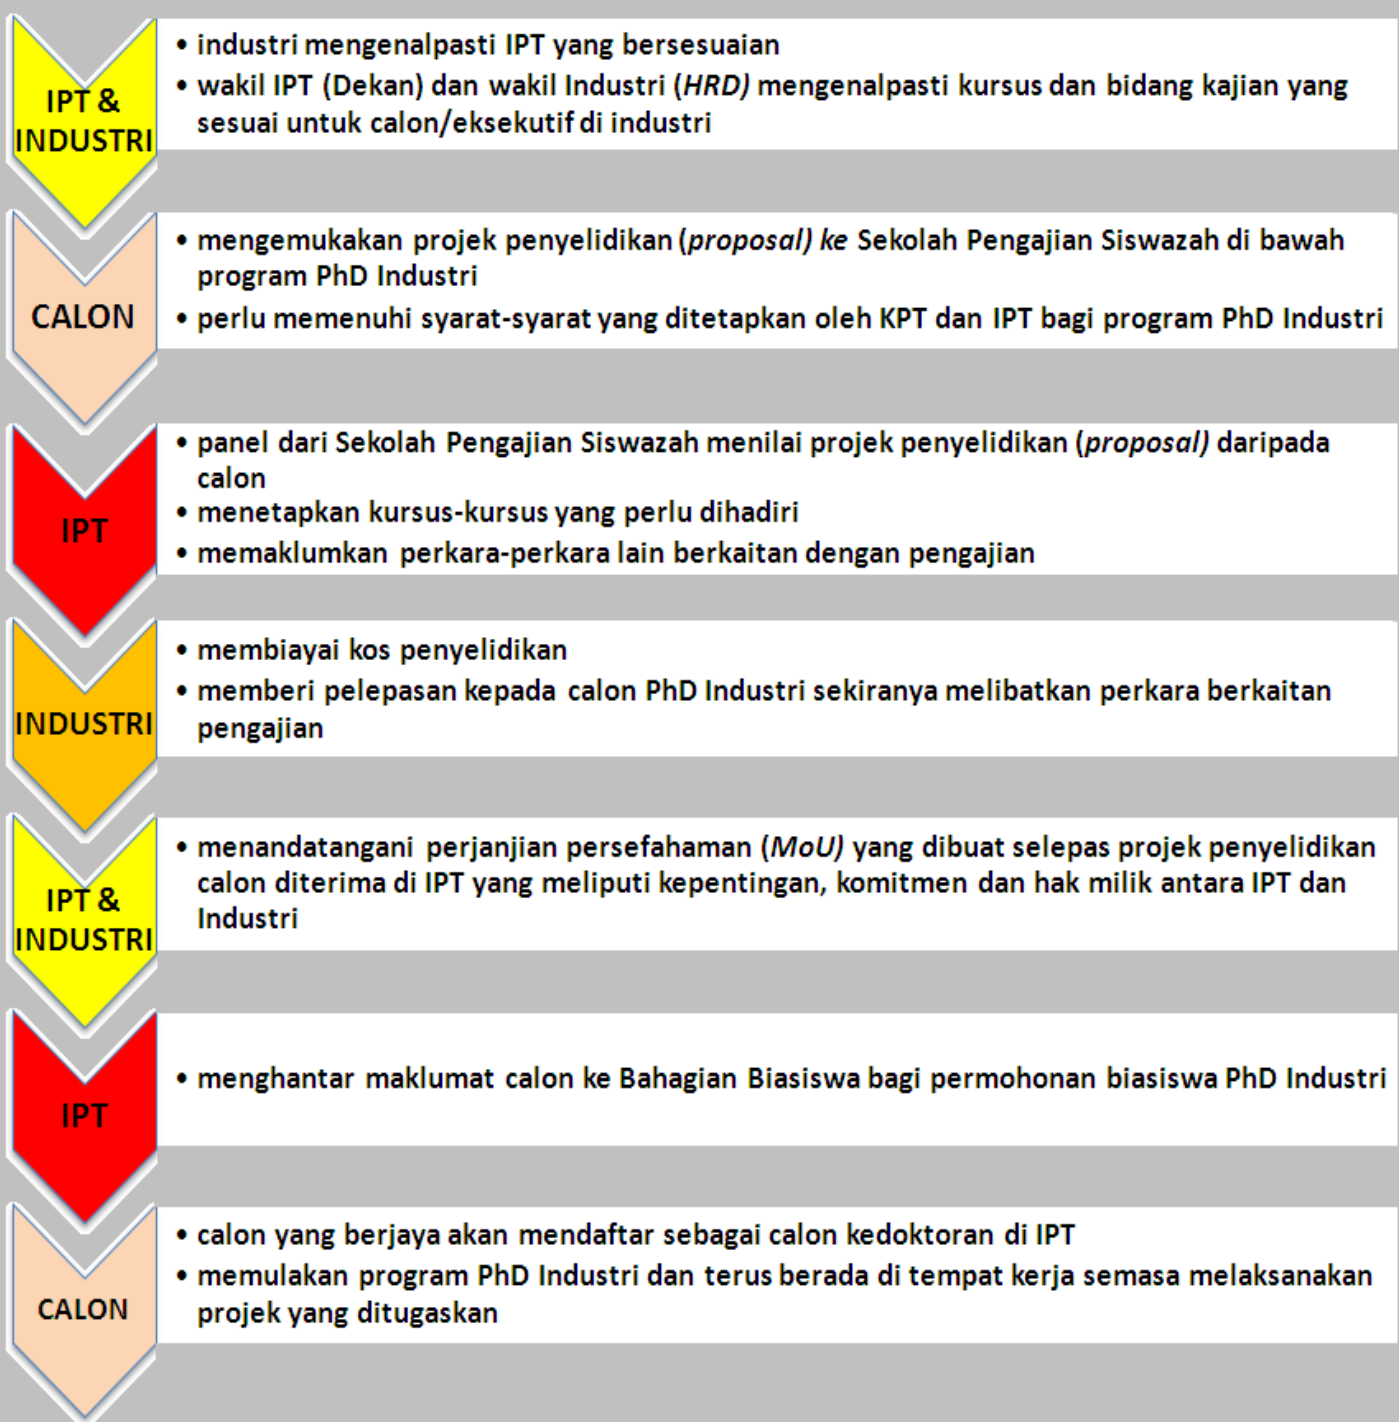 IPT &
INDUSTRI
• industri mengenalpasti IPT yang bersesuaian
• wakil IPT (Dekan) dan wakil Industri (HRD) mengenalpasti kursus dan bidang kajian yang
sesuai untuk calon/eksekutif di industri
CALON
• mengemukakan projek penyelidikan (proposal) ke Sekolah Pengajian Siswazah di bawah
program PhD Industri
• perlu memenuhi syarat-syarat yang ditetapkan oleh KPT dan IPT bagi program PhD Industri
IPT
• panel dari Sekolah Pengajian Siswazah menilai projek penyelidikan (proposal) daripada
calon
• menetapkan kursus-kursus yang perlu dihadiri
• memaklumkan perkara-perkara lain berkaitan dengan pengajian
INDUSTRI
• membiayai kos penyelidikan
• memberi pelepasan kepada calon PhD Industri sekiranya melibatkan perkara berkaitan
pengajian
IPT &
INDUSTRI
• menandatangani perjanjian persefahaman (MoU) yang dibuat selepas projek penyelidikan
calon diterima di IPT yang meliputi kepentingan, komitmen dan hak milik antara IPT dan
Industri
IPT
• menghantar maklumat calon ke Bahagian Biasiswa bagi permohonan biasiswa PhD Industri
CALON
• calon yang berjaya akan mendaftar sebagai calon kedoktoran di IPT
• memulakan program PhD Industri dan terus berada di tempat kerja semasa melaksanakan
projek yang ditugaskan